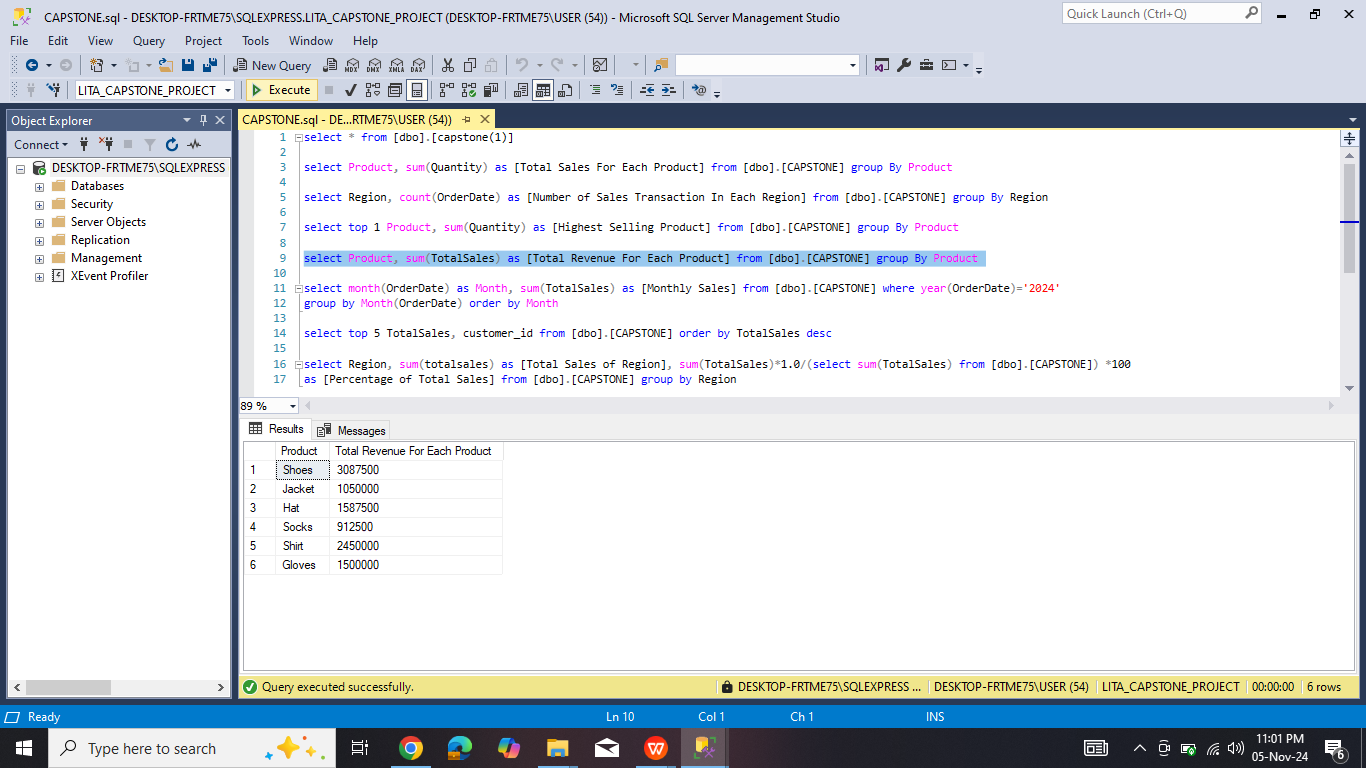 CAPSTONE.sql - DESKTOP-FRTME75\SQLEXPRESS.LITA_CAPSTONE_PROJECT (DESKTOP-FRTME75\USER (54)) - Microsoft SQL Server Management Studio
Quick Launch (Ctrl+Q)
File Edit View Query Project Tools Window Help
New Query MDX DMX XMLA DAX
LITA_CAPSTONE_PROJECT Execute
Object Explorer
CAPSTONE.sql - DE...RTME75\USER (54))
Connect
DESKTOP-FRTME75\SQLEXPRESS
Databases
Security
Server Objects
Replication
Management
XEvent Profiler
1 select * from [dbo].[capstone(1)]
2
3 select Product, sum(Quantity) as [Total Sales For Each Product] from [dbo].[CAPSTONE] group By Product
4
5 select Region, count(OrderDate) as [Number of Sales Transaction In Each Region] from [dbo].[CAPSTONE] group By Region
6
7 select top 1 Product, sum(Quantity) as [Highest Selling Product] from [dbo].[CAPSTONE] group By Product
8
9 select Product, sum(TotalSales) as [Total Revenue For Each Product] from [dbo].[CAPSTONE] group By Product
10
11 select month(OrderDate) as Month, sum(TotalSales) as [Monthly Sales] from [dbo].[CAPSTONE] where year(OrderDate)='2024'
12 group by Month(OrderDate) order by Month
13
14 select top 5 TotalSales, customer_id from [dbo].[CAPSTONE] order by TotalSales desc
15
16 select Region, sum(totalsales) as [Total Sales of Region], sum(TotalSales)*1.0/(select sum(TotalSales) from [dbo].[CAPSTONE]) *100
17 as [Percentage of Total Sales] from [dbo].[CAPSTONE] group by Region
89 %
Results Messages
Product Total Revenue For Each Product
1 Shoes 3087500
2 Jacket 1050000
3 Hat 1587500
4 Socks 912500
5 Shirt 2450000
6 Gloves 1500000
Query executed successfully. DESKTOP-FRTME75\SQLEXPRESS ... DESKTOP-FRTME75\USER (54) LITA_CAPSTONE_PROJECT 00:00:00 6 rows
Ready Ln 10 Col 1 Ch 1 INS
Type here to search
11:01 PM
05-Nov-24
6